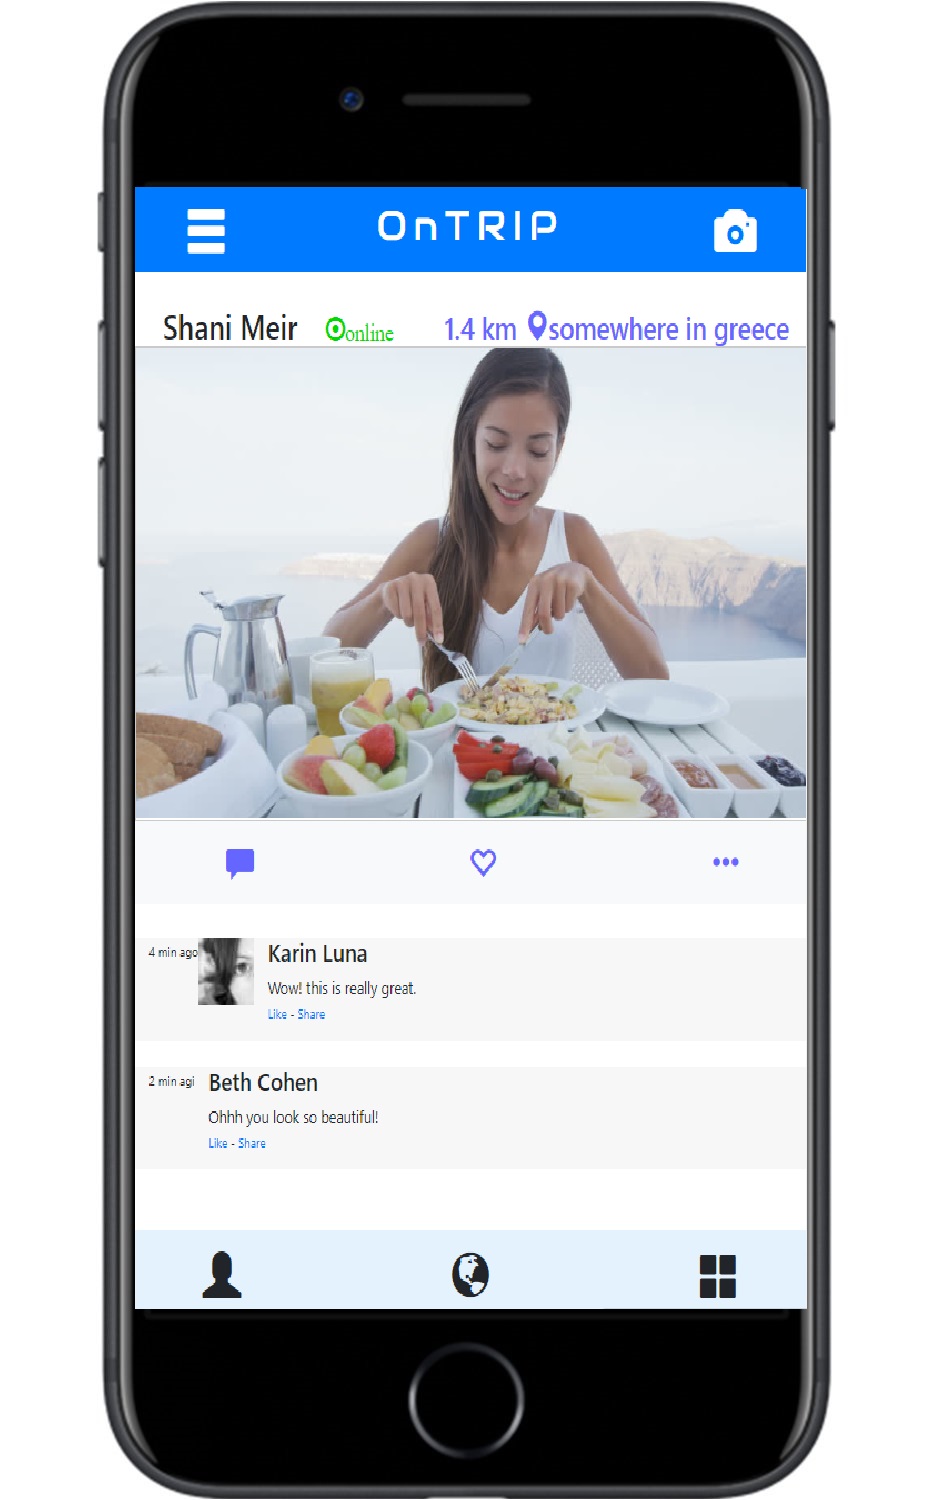 OnTRIP
Shani Meir online 1.4 km somewhere in greece
4 min ago Karin Luna
Wow! this is really great.
Like - Share
2 min agi Beth Cohen
Ohhh you look so beautiful!
Like - Share